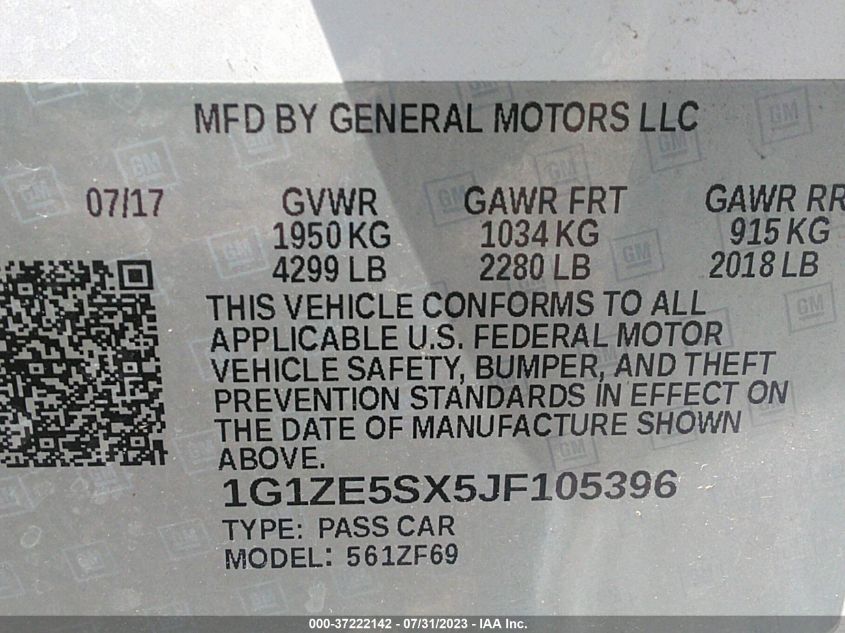 MFD BY GENERAL MOTORS LLC
07/17 GVWR GAWR FRT GAWR RR
1950 KG 1034 KG 915 KG
4299 LB 2280 LB 2018 LB
THIS VEHICLE CONFORMS TO ALL
APPLICABLE U.S. FEDERAL MOTOR
VEHICLE SAFETY, BUMPER, AND THEFT
PREVENTION STANDARDS IN EFFECT ON
THE DATE OF MANUFACTURE SHOWN
ABOVE.
1G1ZE5SX5JF105396
TYPE: PASS CAR
MODEL: 561ZF69
000-37222142 - 07/31/2023 - IAA Inc.